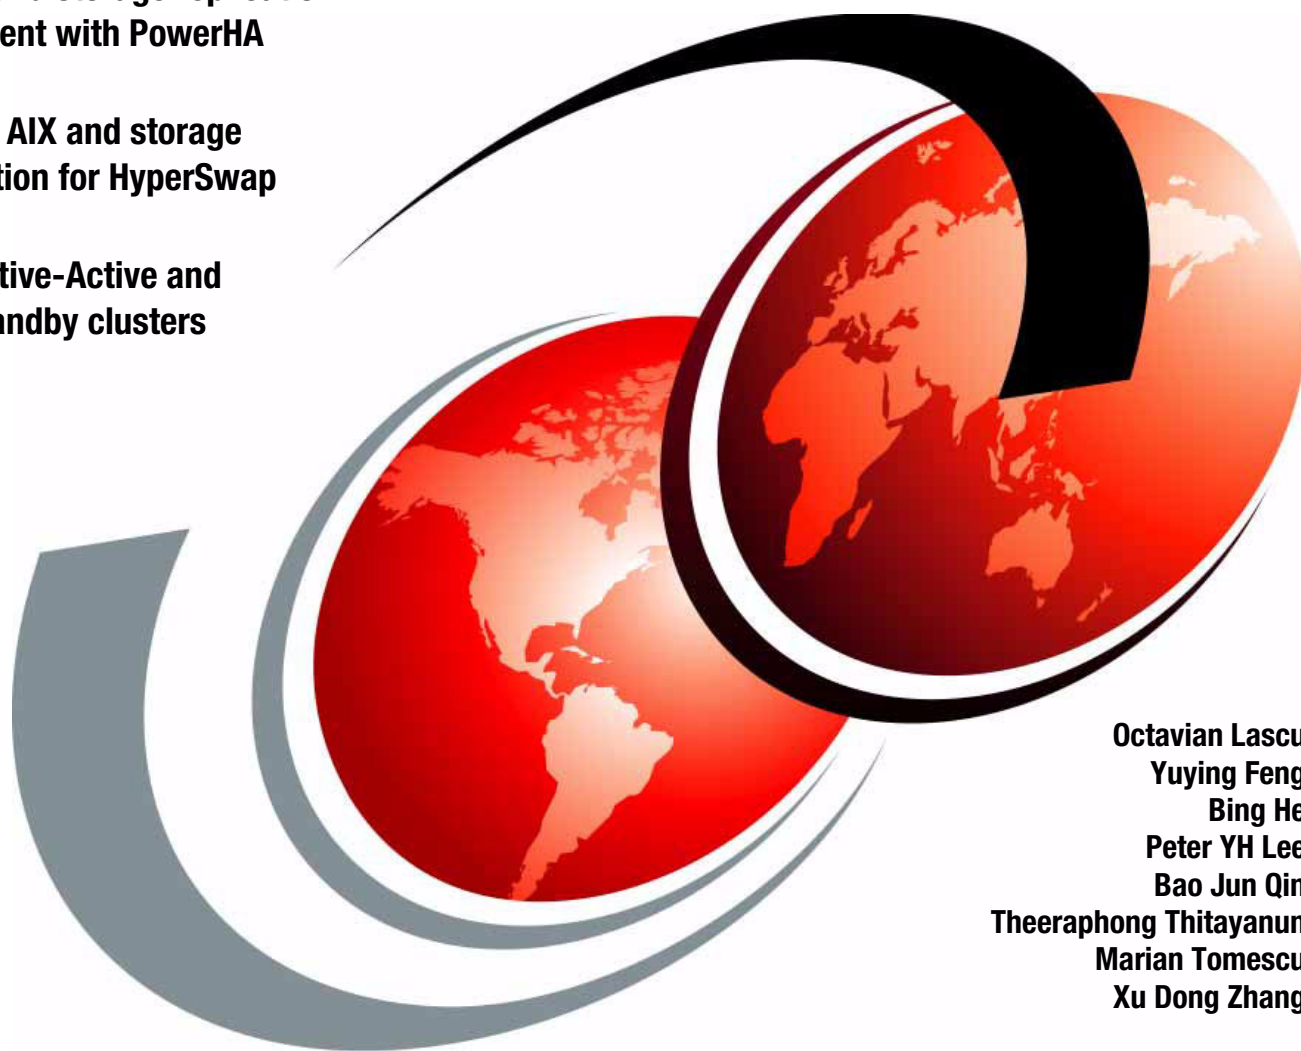 ent with PowerHA
AIX and storage
tion for HyperSwap
tive-Active and
andby clusters
Octavian Lascu
Yuying Feng
Bing He
Peter YH Lee
Bao Jun Qin
Theeraphong Thitayanun
Marian Tomescu
Xu Dong Zhang